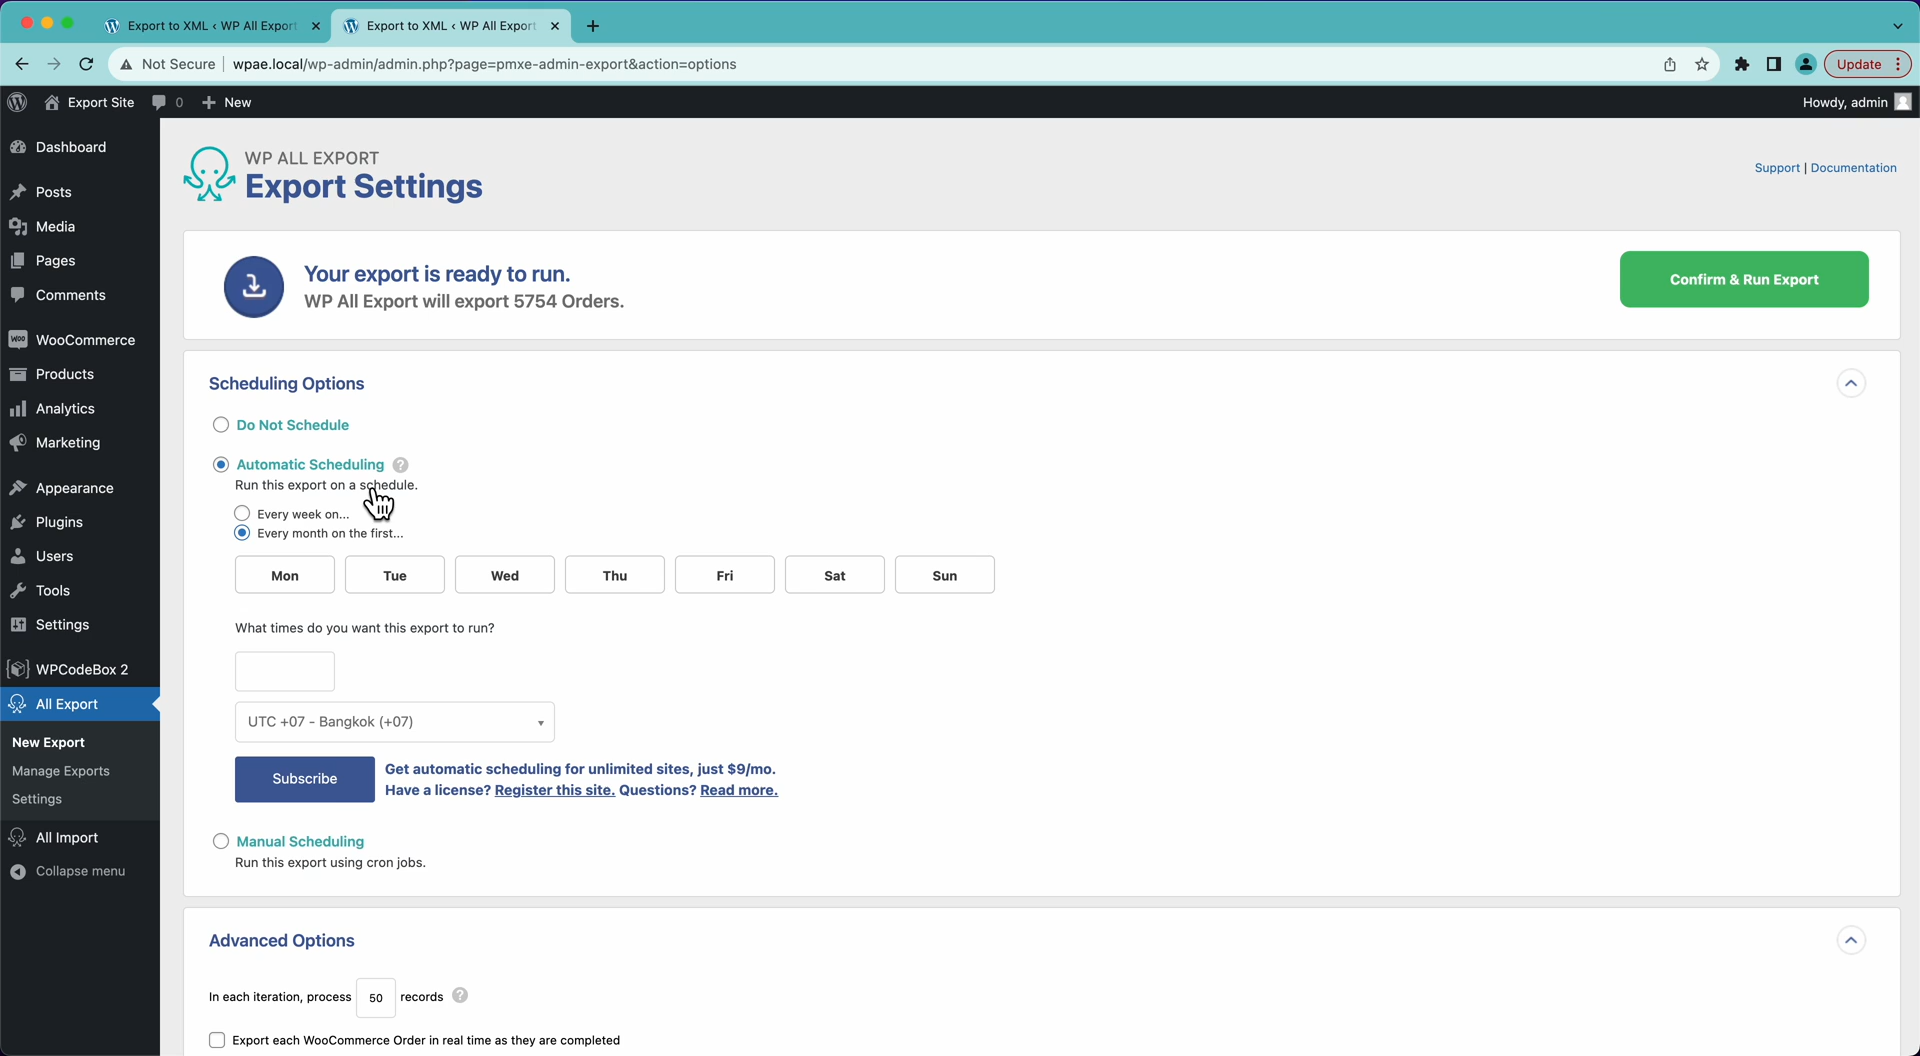 Export to XML ‹ WP All Export
Export to XML ‹ WP All Export
Not Secure
wpae.local/wp-admin/admin.php?page=pmxe-admin-export&action=options
Update
Export Site
0
New
Howdy, admin
Dashboard
Posts
Media
Pages
Comments
WooCommerce
Products
Analytics
Marketing
Appearance
Plugins
Users
Tools
Settings
WPCodeBox 2
All Export
New Export
Manage Exports
Settings
All Import
Collapse menu
WP ALL EXPORT
Export Settings
Support | Documentation
Your export is ready to run.
WP All Export will export 5754 Orders.
Confirm & Run Export
Scheduling Options
Do Not Schedule
Automatic Scheduling ?
Run this export on a schedule.
Every week on...
Every month on the first...
Mon Tue Wed Thu Fri Sat Sun
What times do you want this export to run?
UTC +07 - Bangkok (+07)
Subscribe
Get automatic scheduling for unlimited sites, just $9/mo.
Have a license? Register this site. Questions? Read more.
Manual Scheduling
Run this export using cron jobs.
Advanced Options
In each iteration, process 50 records ?
Export each WooCommerce Order in real time as they are completed